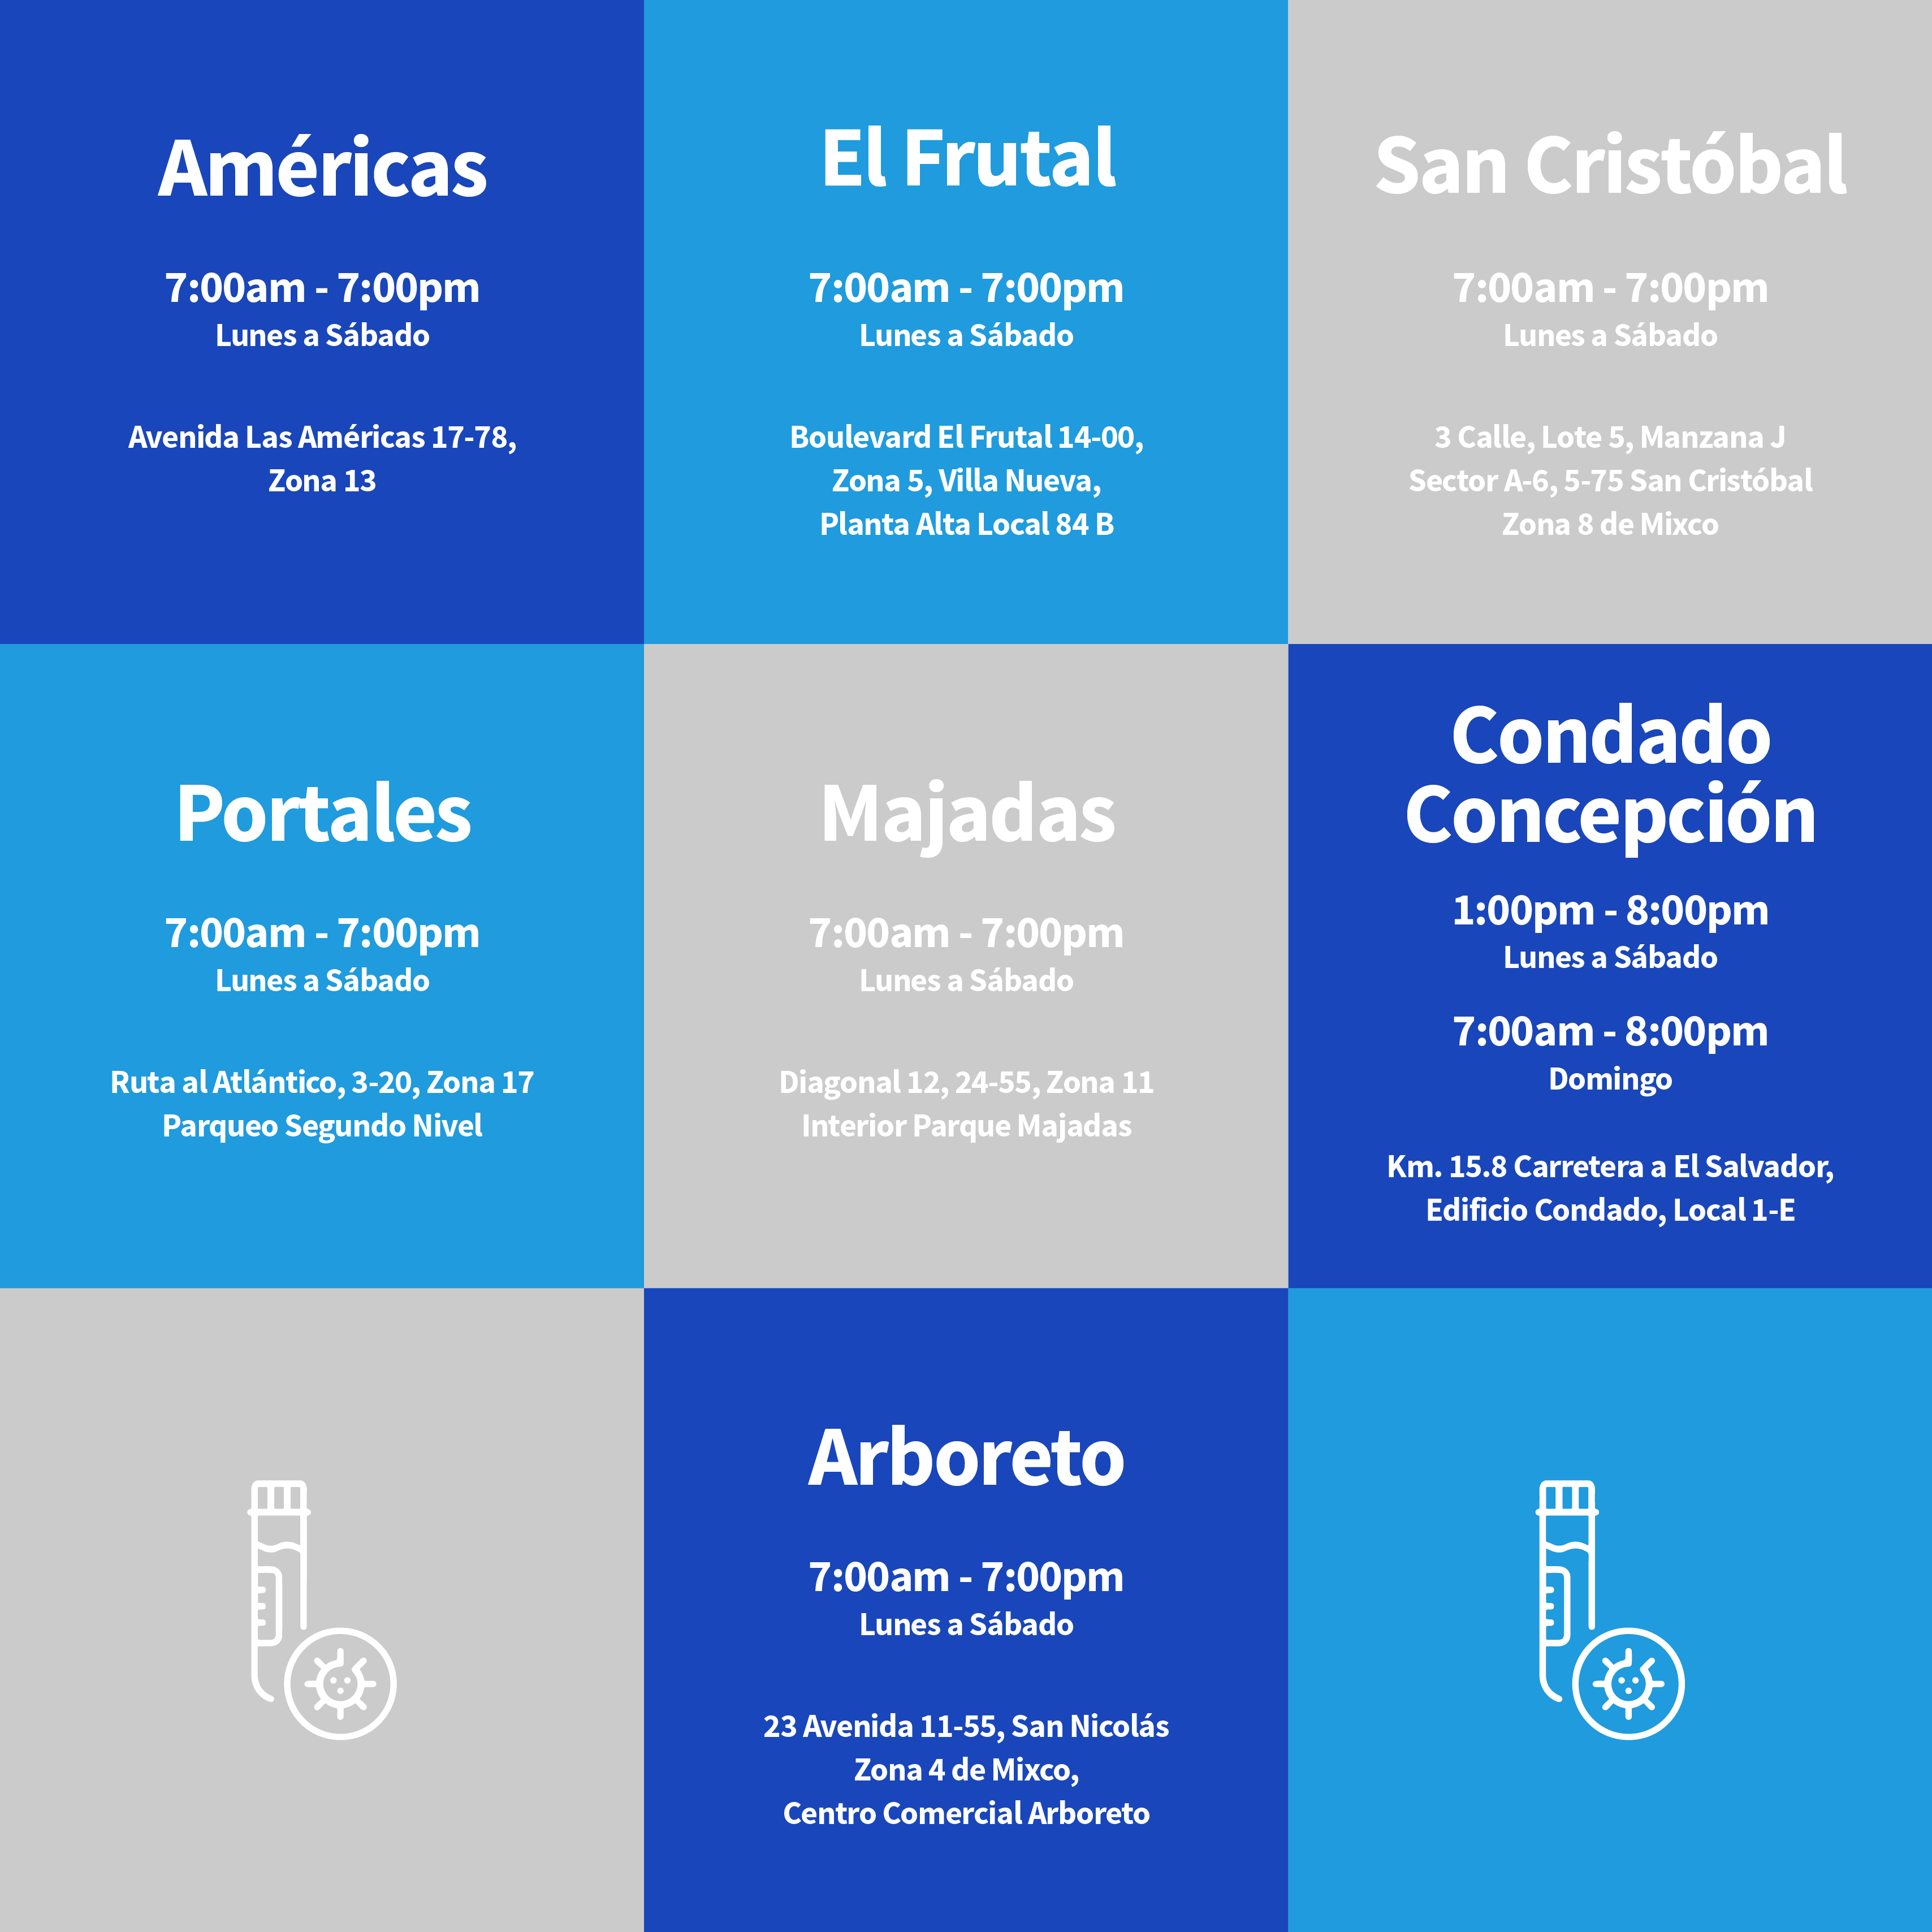 Américas
7:00am - 7:00pm
Lunes a Sábado
Avenida Las Américas 17-78,
Zona 13
El Frutal
7:00am - 7:00pm
Lunes a Sábado
Boulevard El Frutal 14-00,
Zona 5, Villa Nueva,
Planta Alta Local 84 B
San Cristóbal
7:00am - 7:00pm
Lunes a Sábado
3 Calle, Lote 5, Manzana J
Sector A-6, 5-75 San Cristóbal
Zona 8 de Mixco
Portales
7:00am - 7:00pm
Lunes a Sábado
Ruta al Atlántico, 3-20, Zona 17
Parqueo Segundo Nivel
Majadas
7:00am - 7:00pm
Lunes a Sábado
Diagonal 12, 24-55, Zona 11
Interior Parque Majadas
Condado
Concepción
1:00pm - 8:00pm
Lunes a Sábado
7:00am - 8:00pm
Domingo
Km. 15.8 Carretera a El Salvador,
Edificio Condado, Local 1-E
Arboreto
7:00am - 7:00pm
Lunes a Sábado
23 Avenida 11-55, San Nicolás
Zona 4 de Mixco,
Centro Comercial Arboreto